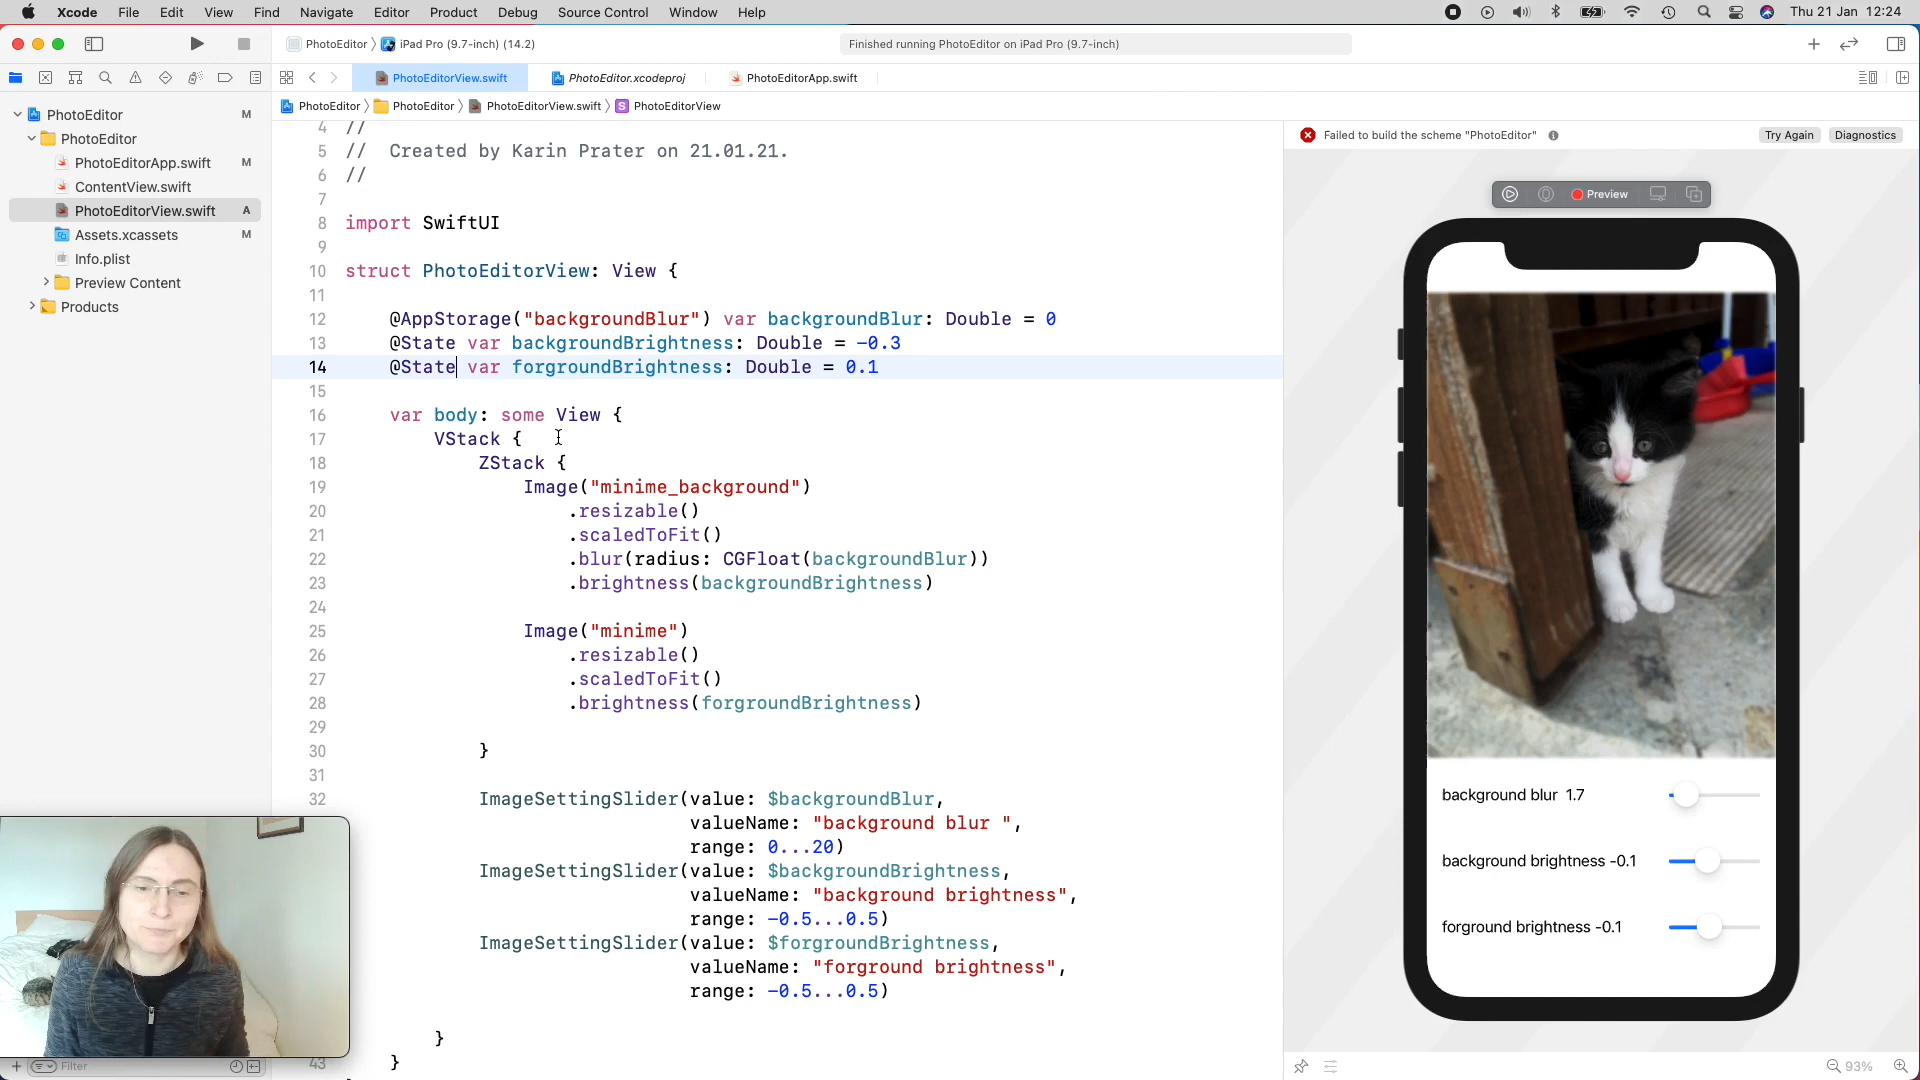 Xcode File Edit View Find Navigate Editor Product Debug Source Control Window Help Thu 21 Jan 12:24
PhotoEditor iPad Pro (9.7-inch) (14.2) Finished running PhotoEditor on iPad Pro (9.7-inch)
PhotoEditorView.swift PhotoEditor.xcodeproj PhotoEditorApp.swift
PhotoEditor PhotoEditor PhotoEditorView.swift S PhotoEditorView
PhotoEditor M
PhotoEditor
PhotoEditorApp.swift M
ContentView.swift
PhotoEditorView.swift A
Assets.xcassets M
Info.plist
Preview Content
Products
4 //
5 // Created by Karin Prater on 21.01.21.
6 //
7
8 import SwiftUI
9
10 struct PhotoEditorView: View {
11
12 @AppStorage("backgroundBlur") var backgroundBlur: Double = 0
13 @State var backgroundBrightness: Double = -0.3
14 @State var forgroundBrightness: Double = 0.1
15
16 var body: some View {
17 VStack {
18 ZStack {
19 Image("minime_background")
20 .resizable()
21 .scaledToFit()
22 .blur(radius: CGFloat(backgroundBlur))
23 .brightness(backgroundBrightness)
24
25 Image("minime")
26 .resizable()
27 .scaledToFit()
28 .brightness(forgroundBrightness)
29
30 }
31
32 ImageSettingSlider(value: $backgroundBlur,
valueName: "background blur ",
range: 0...20)
ImageSettingSlider(value: $backgroundBrightness,
valueName: "background brightness",
range: -0.5...0.5)
ImageSettingSlider(value: $forgroundBrightness,
valueName: "forground brightness",
range: -0.5...0.5)
}
43 }
Filter
Failed to build the scheme "PhotoEditor" Try Again Diagnostics
Preview
background blur 1.7
background brightness -0.1
forground brightness -0.1
93%